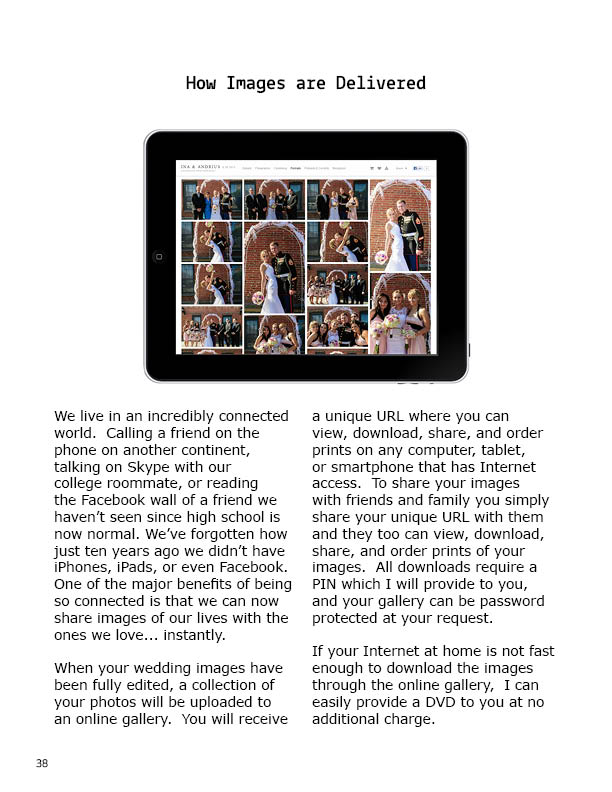 How Images are Delivered
INA & ANDRIUS
We live in an incredibly connected
world.  Calling a friend on the
phone on another continent,
talking on Skype with our
college roommate, or reading
the Facebook wall of a friend we
haven't seen since high school is
now normal. We've forgotten how
just ten years ago we didn't have
iPhones, iPads, or even Facebook.
One of the major benefits of being
so connected is that we can now
share images of our lives with the
ones we love... instantly.
When your wedding images have
been fully edited, a collection of
your photos will be uploaded to
an online gallery.  You will receive
a unique URL where you can
view, download, share, and order
prints on any computer, tablet,
or smartphone that has Internet
access.  To share your images
with friends and family you simply
share your unique URL with them
and they too can view, download,
share, and order prints of your
images.  All downloads require a
PIN which I will provide to you,
and your gallery can be password
protected at your request.
If your Internet at home is not fast
enough to download the images
through the online gallery,  I can
easily provide a DVD to you at no
additional charge.
38